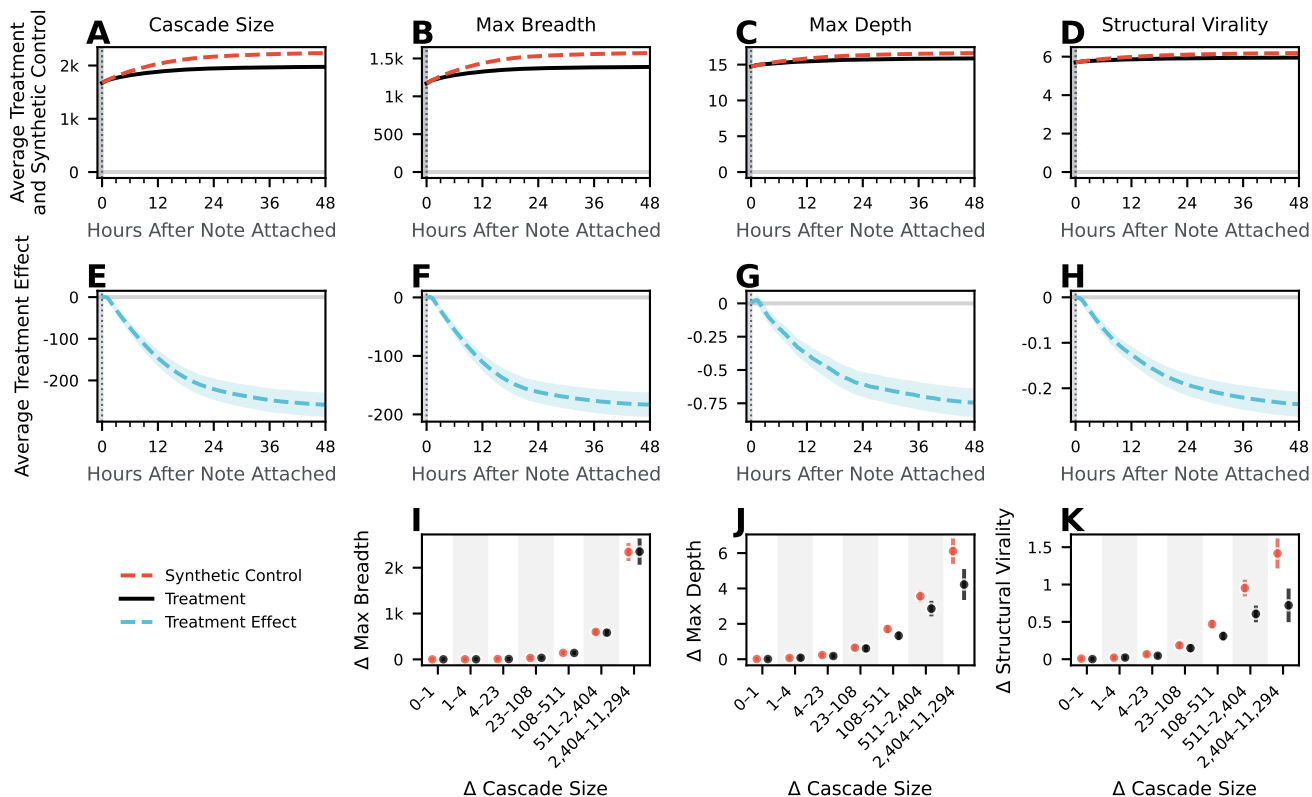 A
Cascade Size
B
Max Breadth
C
Max Depth
D
Structural Virality
Average Treatment
and Synthetic Control
2k
1k
0
1.5k
1k
500
0
15
10
5
0
6
4
2
0
0 12 24 36 48
0 12 24 36 48
0 12 24 36 48
0 12 24 36 48
Hours After Note Attached
Hours After Note Attached
Hours After Note Attached
Hours After Note Attached
E
F
G
H
Average Treatment Effect
0
-100
-200
0
-100
-200
0
-0.25
-0.5
-0.75
0
-0.1
-0.2
0 12 24 36 48
0 12 24 36 48
0 12 24 36 48
0 12 24 36 48
Hours After Note Attached
Hours After Note Attached
Hours After Note Attached
Hours After Note Attached
Synthetic Control
Treatment
Treatment Effect
I
Δ Max Breadth
2k
1k
0
0–1
1–4
4–23
23–108
108–511
511–2,404
2,404–11,294
Δ Cascade Size
J
Δ Max Depth
6
4
2
0
0–1
1–4
4–23
23–108
108–511
511–2,404
2,404–11,294
Δ Cascade Size
K
Δ Structural Virality
1.5
1
0.5
0
0–1
1–4
4–23
23–108
108–511
511–2,404
2,404–11,294
Δ Cascade Size